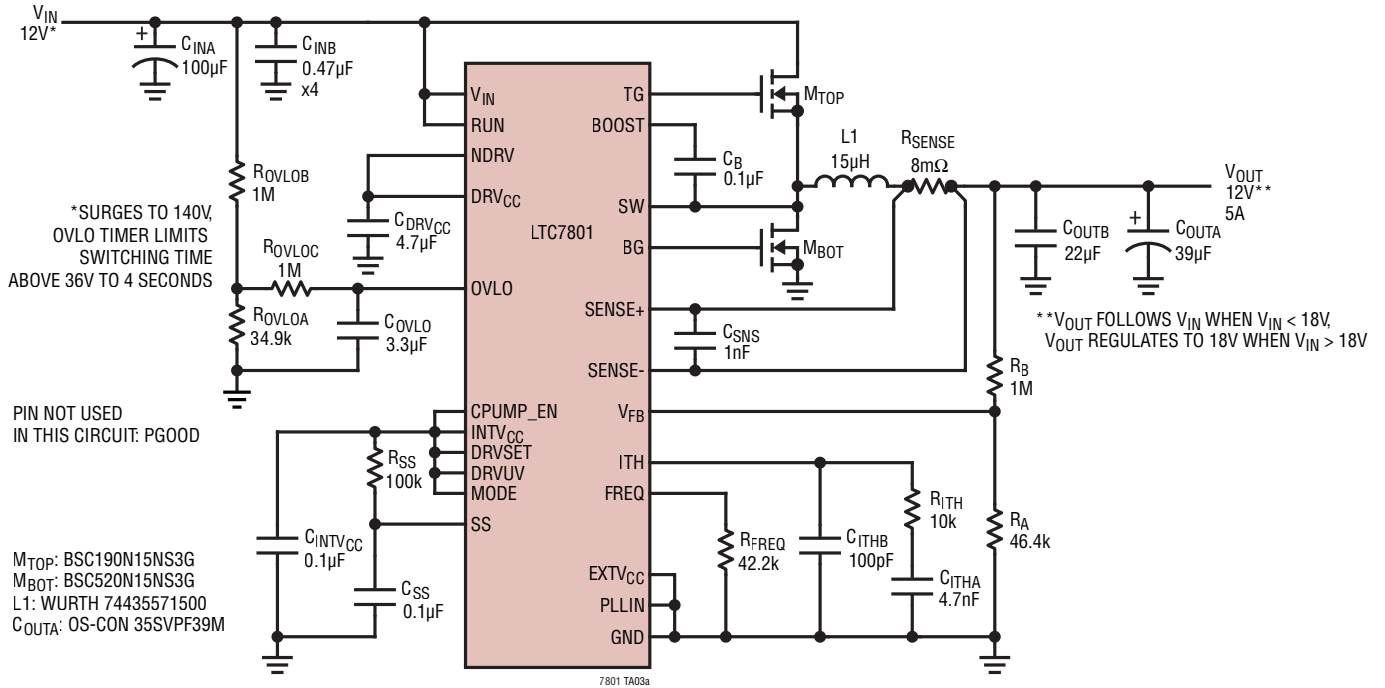 VIN
12V*
+
CINA
100µF
CINB
0.47µF
x4
ROVLOB
1M
*SURGES TO 140V,
OVLO TIMER LIMITS
SWITCHING TIME
ABOVE 36V TO 4 SECONDS
ROVLOC
1M
ROVLOA
34.9k
COVLO
3.3µF
CDRVCC
4.7µF
PIN NOT USED
IN THIS CIRCUIT: PGOOD
RSS
100k
CINTVCC
0.1µF
CSS
0.1µF
MTOP: BSC190N15NS3G
MBOT: BSC520N15NS3G
L1: WURTH 74435571500
COUTA: OS-CON 35SVPF39M
VIN
RUN
NDRV
DRVCC
OVLO
CPUMP_EN
INTVCC
DRVSET
DRVUV
MODE
SS
LTC7801
TG
BOOST
SW
BG
SENSE+
SENSE-
VFB
ITH
FREQ
EXTVCC
PLLIN
GND
MTOP
CB
0.1µF
MBOT
L1
15µH
RSENSE
8mΩ
VOUT
12V**
5A
COUTB
22µF
+
COUTA
39µF
CSNS
1nF
**VOUT FOLLOWS VIN WHEN VIN < 18V,
VOUT REGULATES TO 18V WHEN VIN > 18V
RB
1M
RFREQ
42.2k
CITHB
100pF
RITH
10k
CITHA
4.7nF
RA
46.4k
7801 TA03a